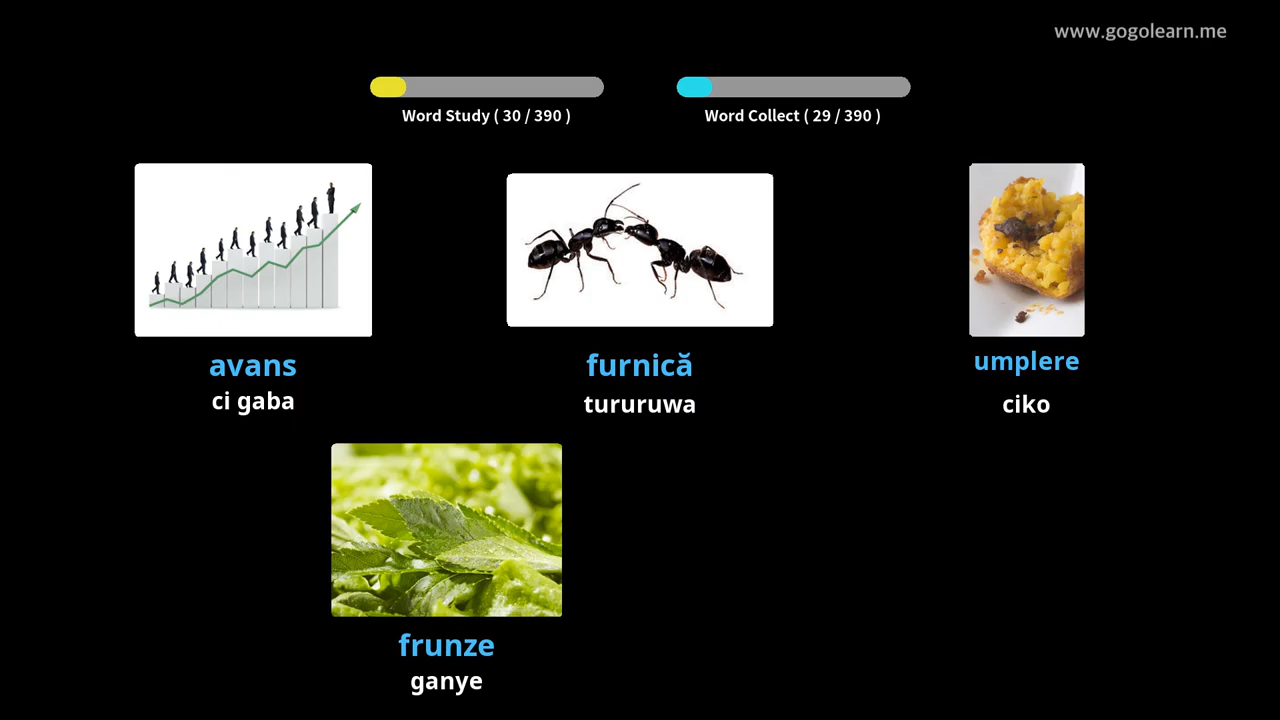 www.gogolearn.me
Word Study ( 30 / 390 )
Word Collect ( 29 / 390 )
avans
ci gaba
furnică
tururuwa
umplere
ciko
frunze
ganye